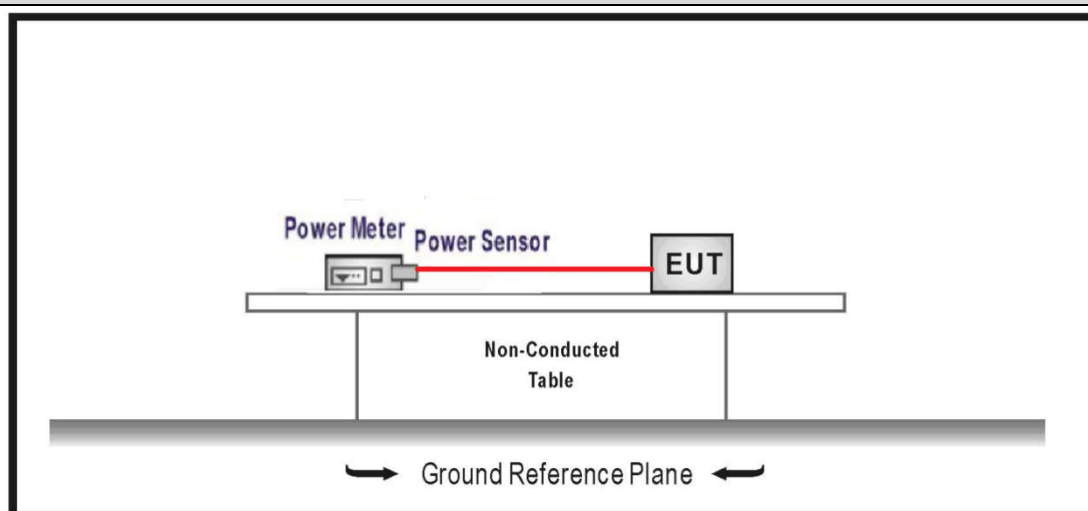 Power Meter
Power Sensor
EUT
Non-Conducted
Table
Ground Reference Plane